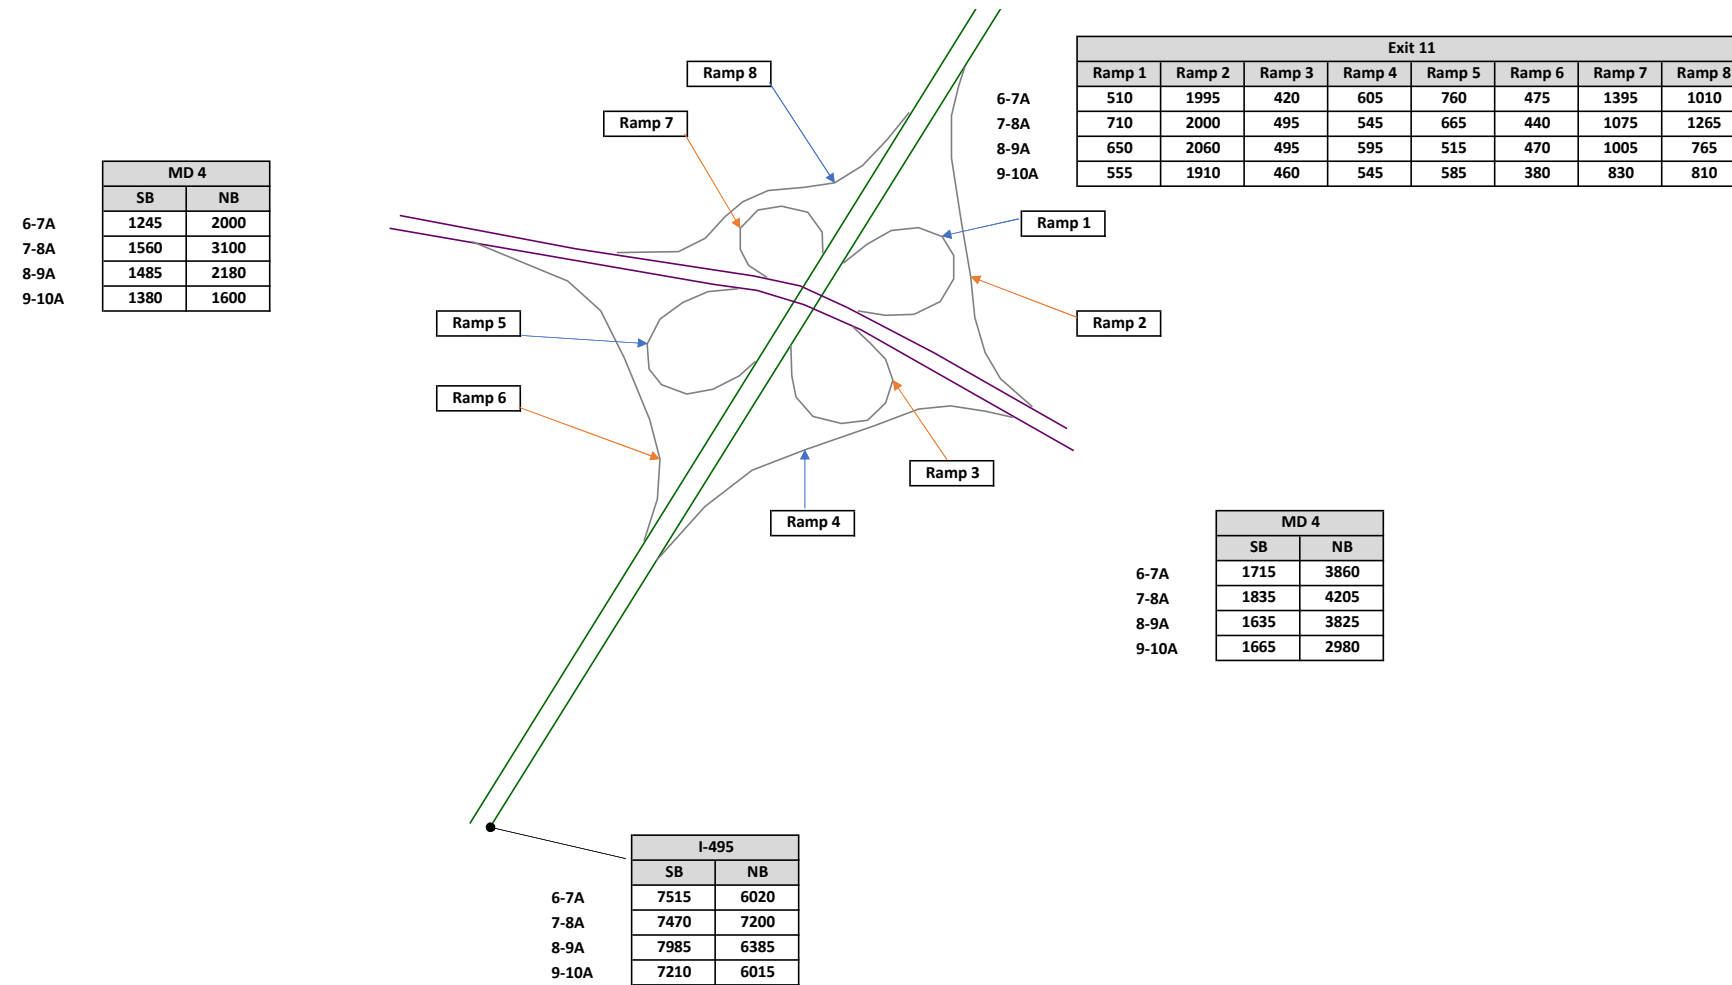 Exit 11
Ramp 1 Ramp 2 Ramp 3 Ramp 4 Ramp 5 Ramp 6 Ramp 7 Ramp 8
6-7A 510 1995 420 605 760 475 1395 1010
7-8A 710 2000 495 545 665 440 1075 1265
8-9A 650 2060 495 595 515 470 1005 765
9-10A 555 1910 460 545 585 380 830 810
Ramp 8
Ramp 7
MD 4
SB NB
6-7A 1245 2000
7-8A 1560 3100
8-9A 1485 2180
9-10A 1380 1600
Ramp 1
Ramp 5
Ramp 2
Ramp 6
Ramp 3
Ramp 4
MD 4
SB NB
6-7A 1715 3860
7-8A 1835 4205
8-9A 1635 3825
9-10A 1665 2980
I-495
SB NB
6-7A 7515 6020
7-8A 7470 7200
8-9A 7985 6385
9-10A 7210 6015